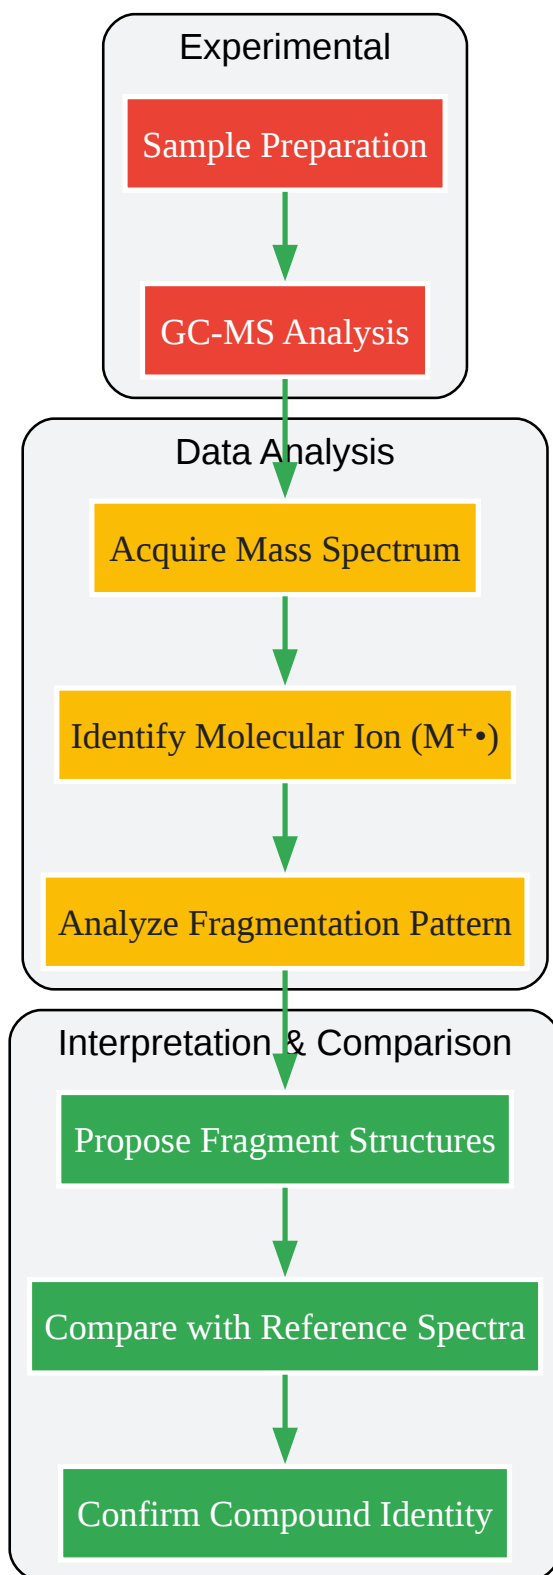 Experimental
Sample Preparation
GC-MS Analysis
Data Analysis
Acquire Mass Spectrum
Identify Molecular Ion (M⁺•)
Analyze Fragmentation Pattern
Interpretation & Comparison
Propose Fragment Structures
Compare with Reference Spectra
Confirm Compound Identity